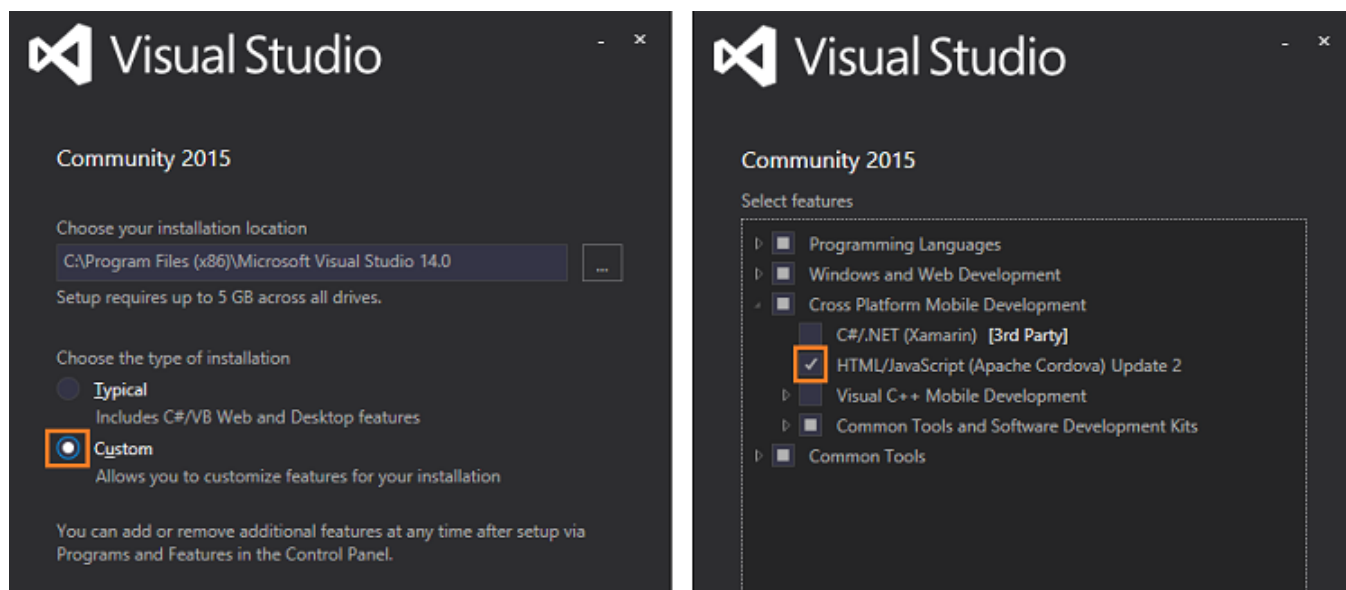 Visual Studio
Community 2015
Choose your installation location
C:\Program Files (x86)\Microsoft Visual Studio 14.0
...
Setup requires up to 5 GB across all drives.
Choose the type of installation
Typical
Includes C#/VB Web and Desktop features
Custom
Allows you to customize features for your installation
You can add or remove additional features at any time after setup via
Programs and Features in the Control Panel.
Visual Studio
Community 2015
Select features
Programming Languages
Windows and Web Development
Cross Platform Mobile Development
C#/.NET (Xamarin) [3rd Party]
HTML/JavaScript (Apache Cordova) Update 2
Visual C++ Mobile Development
Common Tools and Software Development Kits
Common Tools